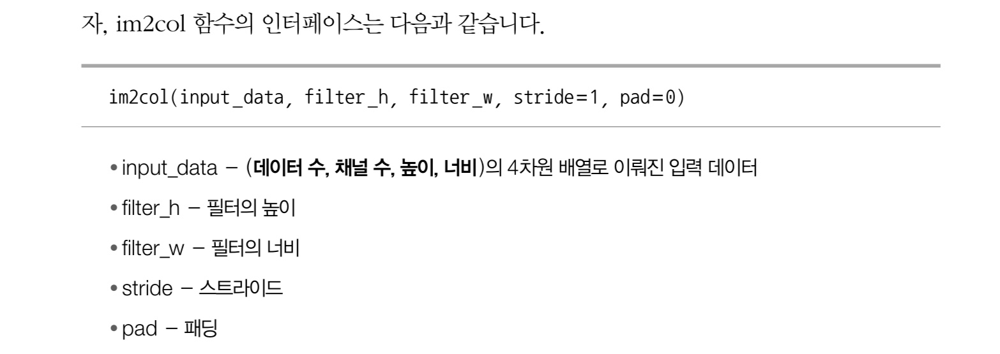 자, im2col 함수의 인터페이스는 다음과 같습니다.
im2col(input_data, filter_h, filter_w, stride=1, pad=0)
• input_data – (데이터 수, 채널 수, 높이, 너비)의 4차원 배열로 이뤄진 입력 데이터
• filter_h – 필터의 높이
• filter_w – 필터의 너비
• stride – 스트라이드
• pad – 패딩